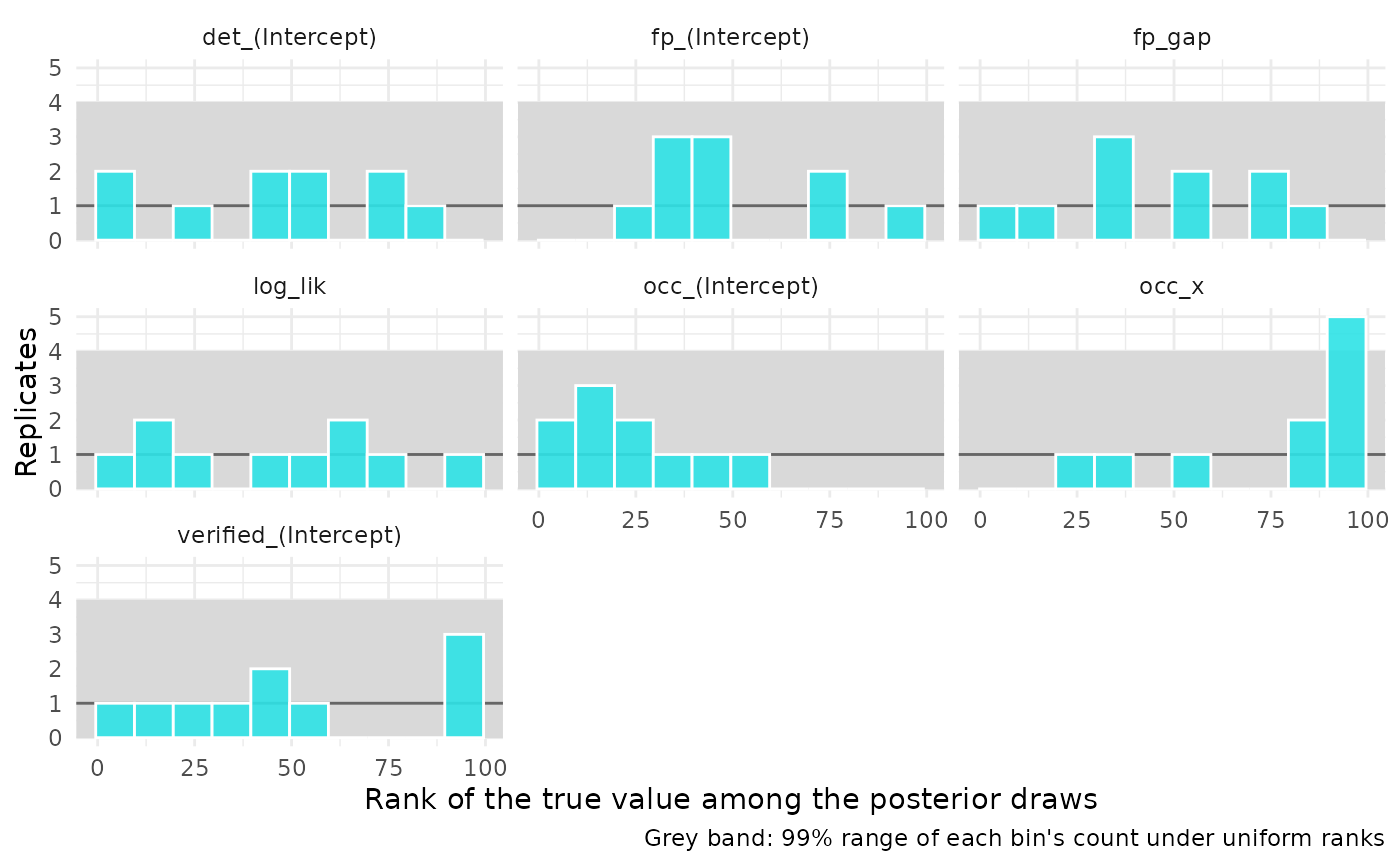 det_(Intercept) fp_(Intercept) fp_gap
5
4
3
2
1
0
log_lik occ_(Intercept) occ_x
5
4
3
2
1
0
0 25 50 75 100 0 25 50 75 100
verified_(Intercept)
5
4
3
2
1
0
0 25 50 75 100
Replicates
Rank of the true value among the posterior draws
Grey band: 99% range of each bin's count under uniform ranks